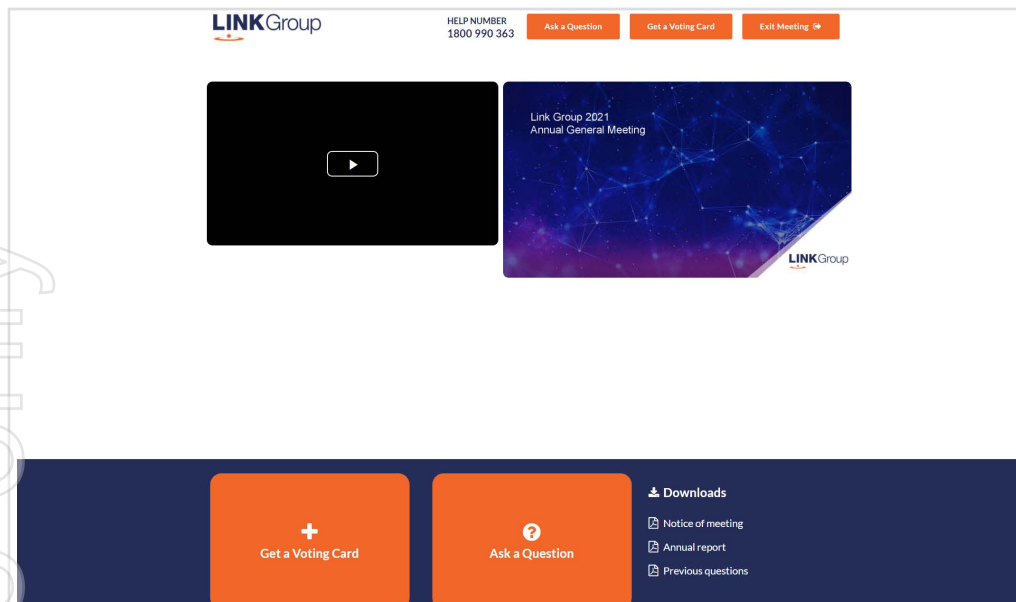 LINKGroup
HELP NUMBER
1800 990 363
Ask a Question
Get a Voting Card
Exit Meeting
Link Group 2021
Annual General Meeting
LINKGroup
Get a Voting Card
Ask a Question
Downloads
Notice of meeting
Annual report
Previous questions